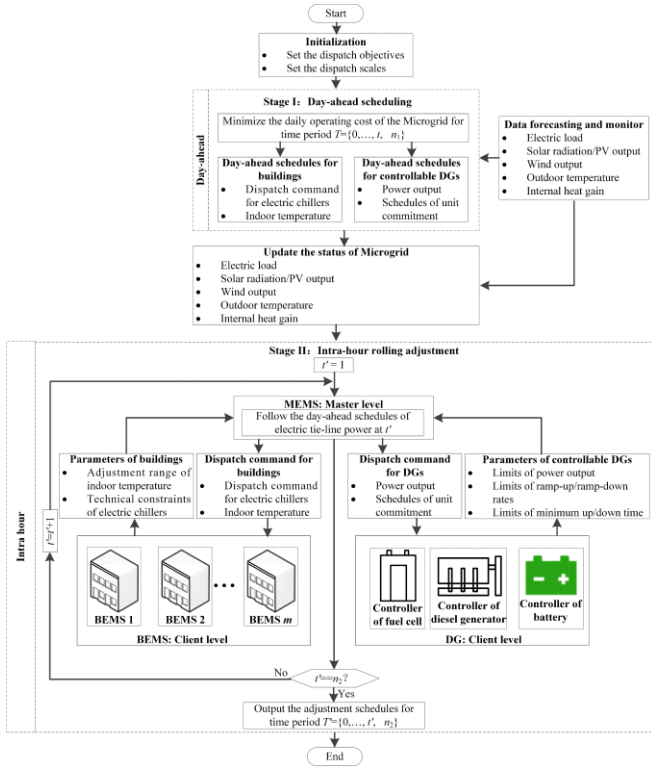 Start
Initialization
• Set the dispatch objectives
• Set the dispatch scales
Day-ahead
Stage I：Day-ahead scheduling
Minimize the daily operating cost of the Microgrid for
time period T={0,…, t, n₁}
Day-ahead schedules for
buildings
• Dispatch command
for electric chillers
• Indoor temperature
Day-ahead schedules
for controllable DGs
• Power output
• Schedules of unit
commitment
Data forecasting and monitor
• Electric load
• Solar radiation/PV output
• Wind output
• Outdoor temperature
• Internal heat gain
Update the status of Microgrid
• Electric load
• Solar radiation/PV output
• Wind output
• Outdoor temperature
• Internal heat gain
Intra hour
Stage II：Intra-hour rolling adjustment
t' = 1
MEMS: Master level
Follow the day-ahead schedules of
electric tie-line power at t'
Parameters of buildings
• Adjustment range of
indoor temperature
• Technical constraints
of electric chillers
Dispatch command for
buildings
• Dispatch command
for electric chillers
• Indoor temperature
Dispatch command
for DGs
• Power output
• Schedules of unit
commitment
Parameters of controllable DGs
• Limits of power output
• Limits of ramp-up/ramp-down
rates
• Limits of minimum up/down time
t'=t'+1
BEMS 1
BEMS 2
BEMS m
BEMS: Client level
Controller
of fuel cell
Controller of
diesel generator
Controller of
battery
DG: Client level
No
t'==n₂?
Yes
Output the adjustment schedules for
time period T'={0,…, t', n₂}
End